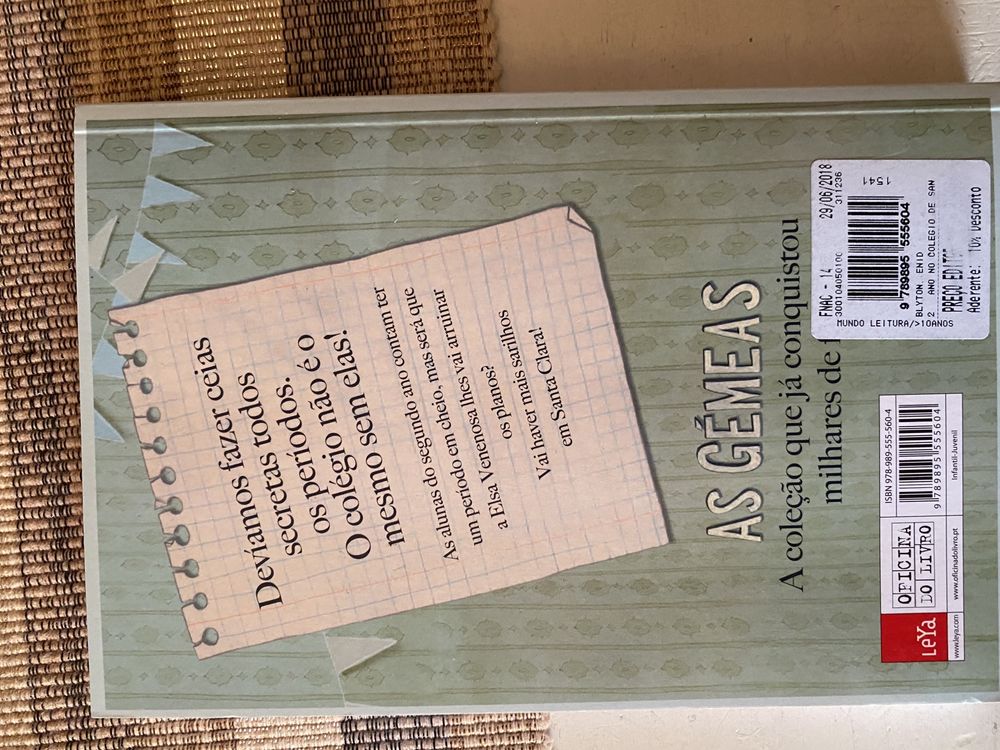 Devíamos fazer ceias
secretas todos
os períodos.
O colégio não é o
mesmo sem elas!
As alunas do segundo ano contam ter
um período em cheio, mas será que
a Elsa Venenosa lhes vai arruinar
os planos?
Vai haver mais sarilhos
em Santa Clara!
AS GÉMEAS
A coleção que já conquistou
milhares de
FNAC - 14 29/06/2018
300104050100 311236
1541
9 789895 555604
BLYTON, ENID
2 ANO NO COLEGIO DE SAN
MUNDO LEITURA/>10ANOS
PRECO
Aderente: 10% Desconto
LeYa
OFICINA
DO LIVRO
www.leya.com
www.oficinadolivro.pt
ISBN 978-989-555-560-4
9 789895 555604
Infantil-Juvenil